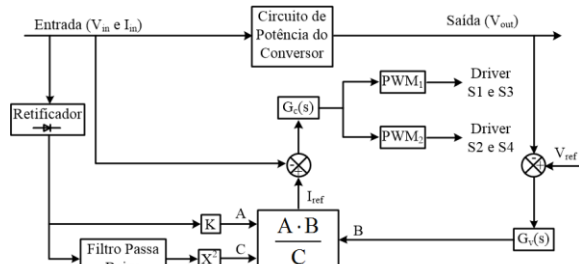 Entrada (Vin e Iin)
Circuito de
Potência do
Conversor
Saída (Vout)
Retificador
Gc(s)
PWM1
Driver
S1 e S3
PWM2
Driver
S2 e S4
-
+
Iref
-
+
Vref
K
A
A · B
C
B
Gv(s)
Filtro Passa
X²
C